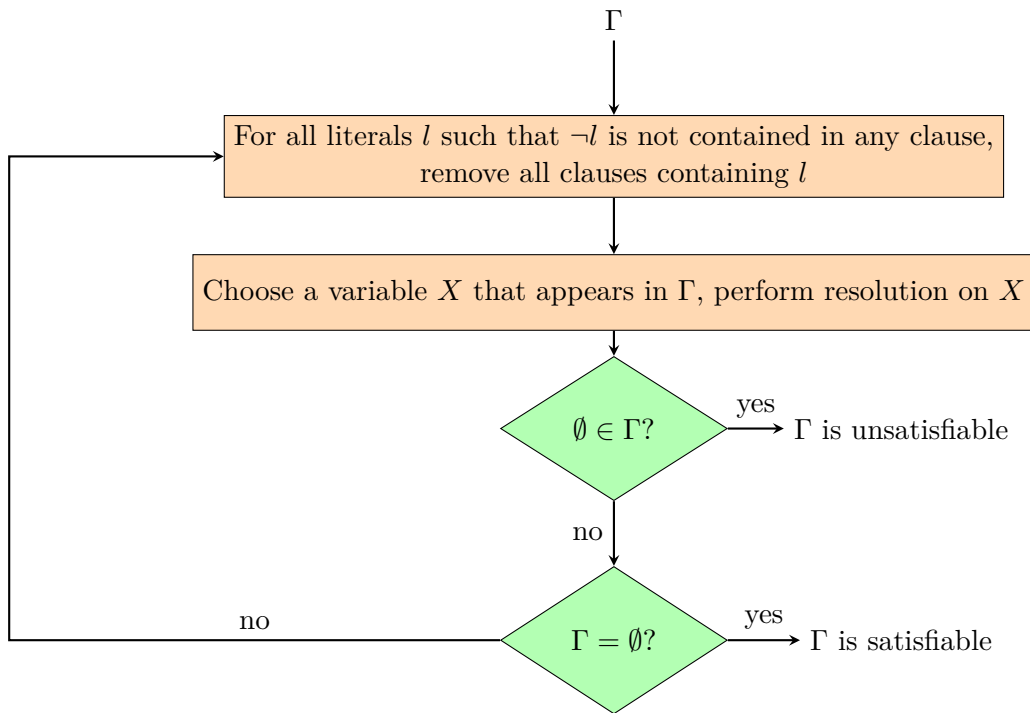 Γ
For all literals l such that ¬l is not contained in any clause,
remove all clauses containing l
Choose a variable X that appears in Γ, perform resolution on X
∅ ∈ Γ?
yes
Γ is unsatisfiable
no
Γ = ∅?
yes
Γ is satisfiable
no